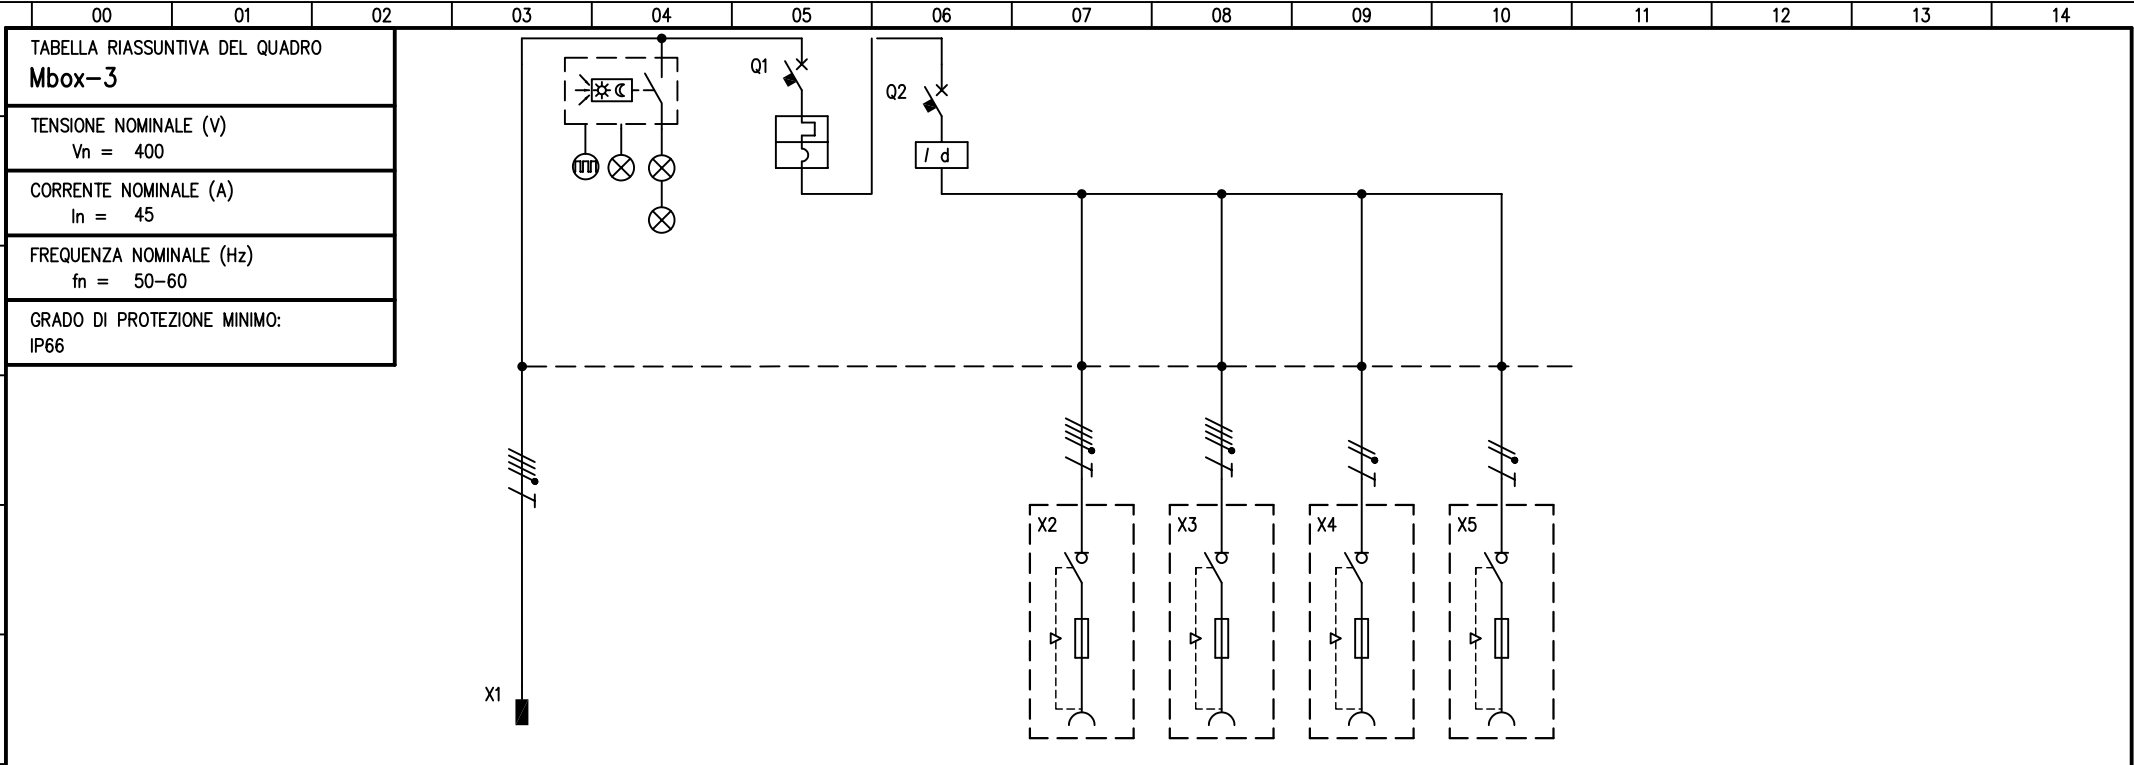 00 01 02 03 04 05 06 07 08 09 10 11 12 13 14
TABELLA RIASSUNTIVA DEL QUADRO
Mbox-3
TENSIONE NOMINALE (V)
Vn = 400
CORRENTE NOMINALE (A)
In = 45
FREQUENZA NOMINALE (Hz)
fn = 50-60
GRADO DI PROTEZIONE MINIMO:
IP66
Q1
Q2
I d
X2 X3 X4 X5
X1